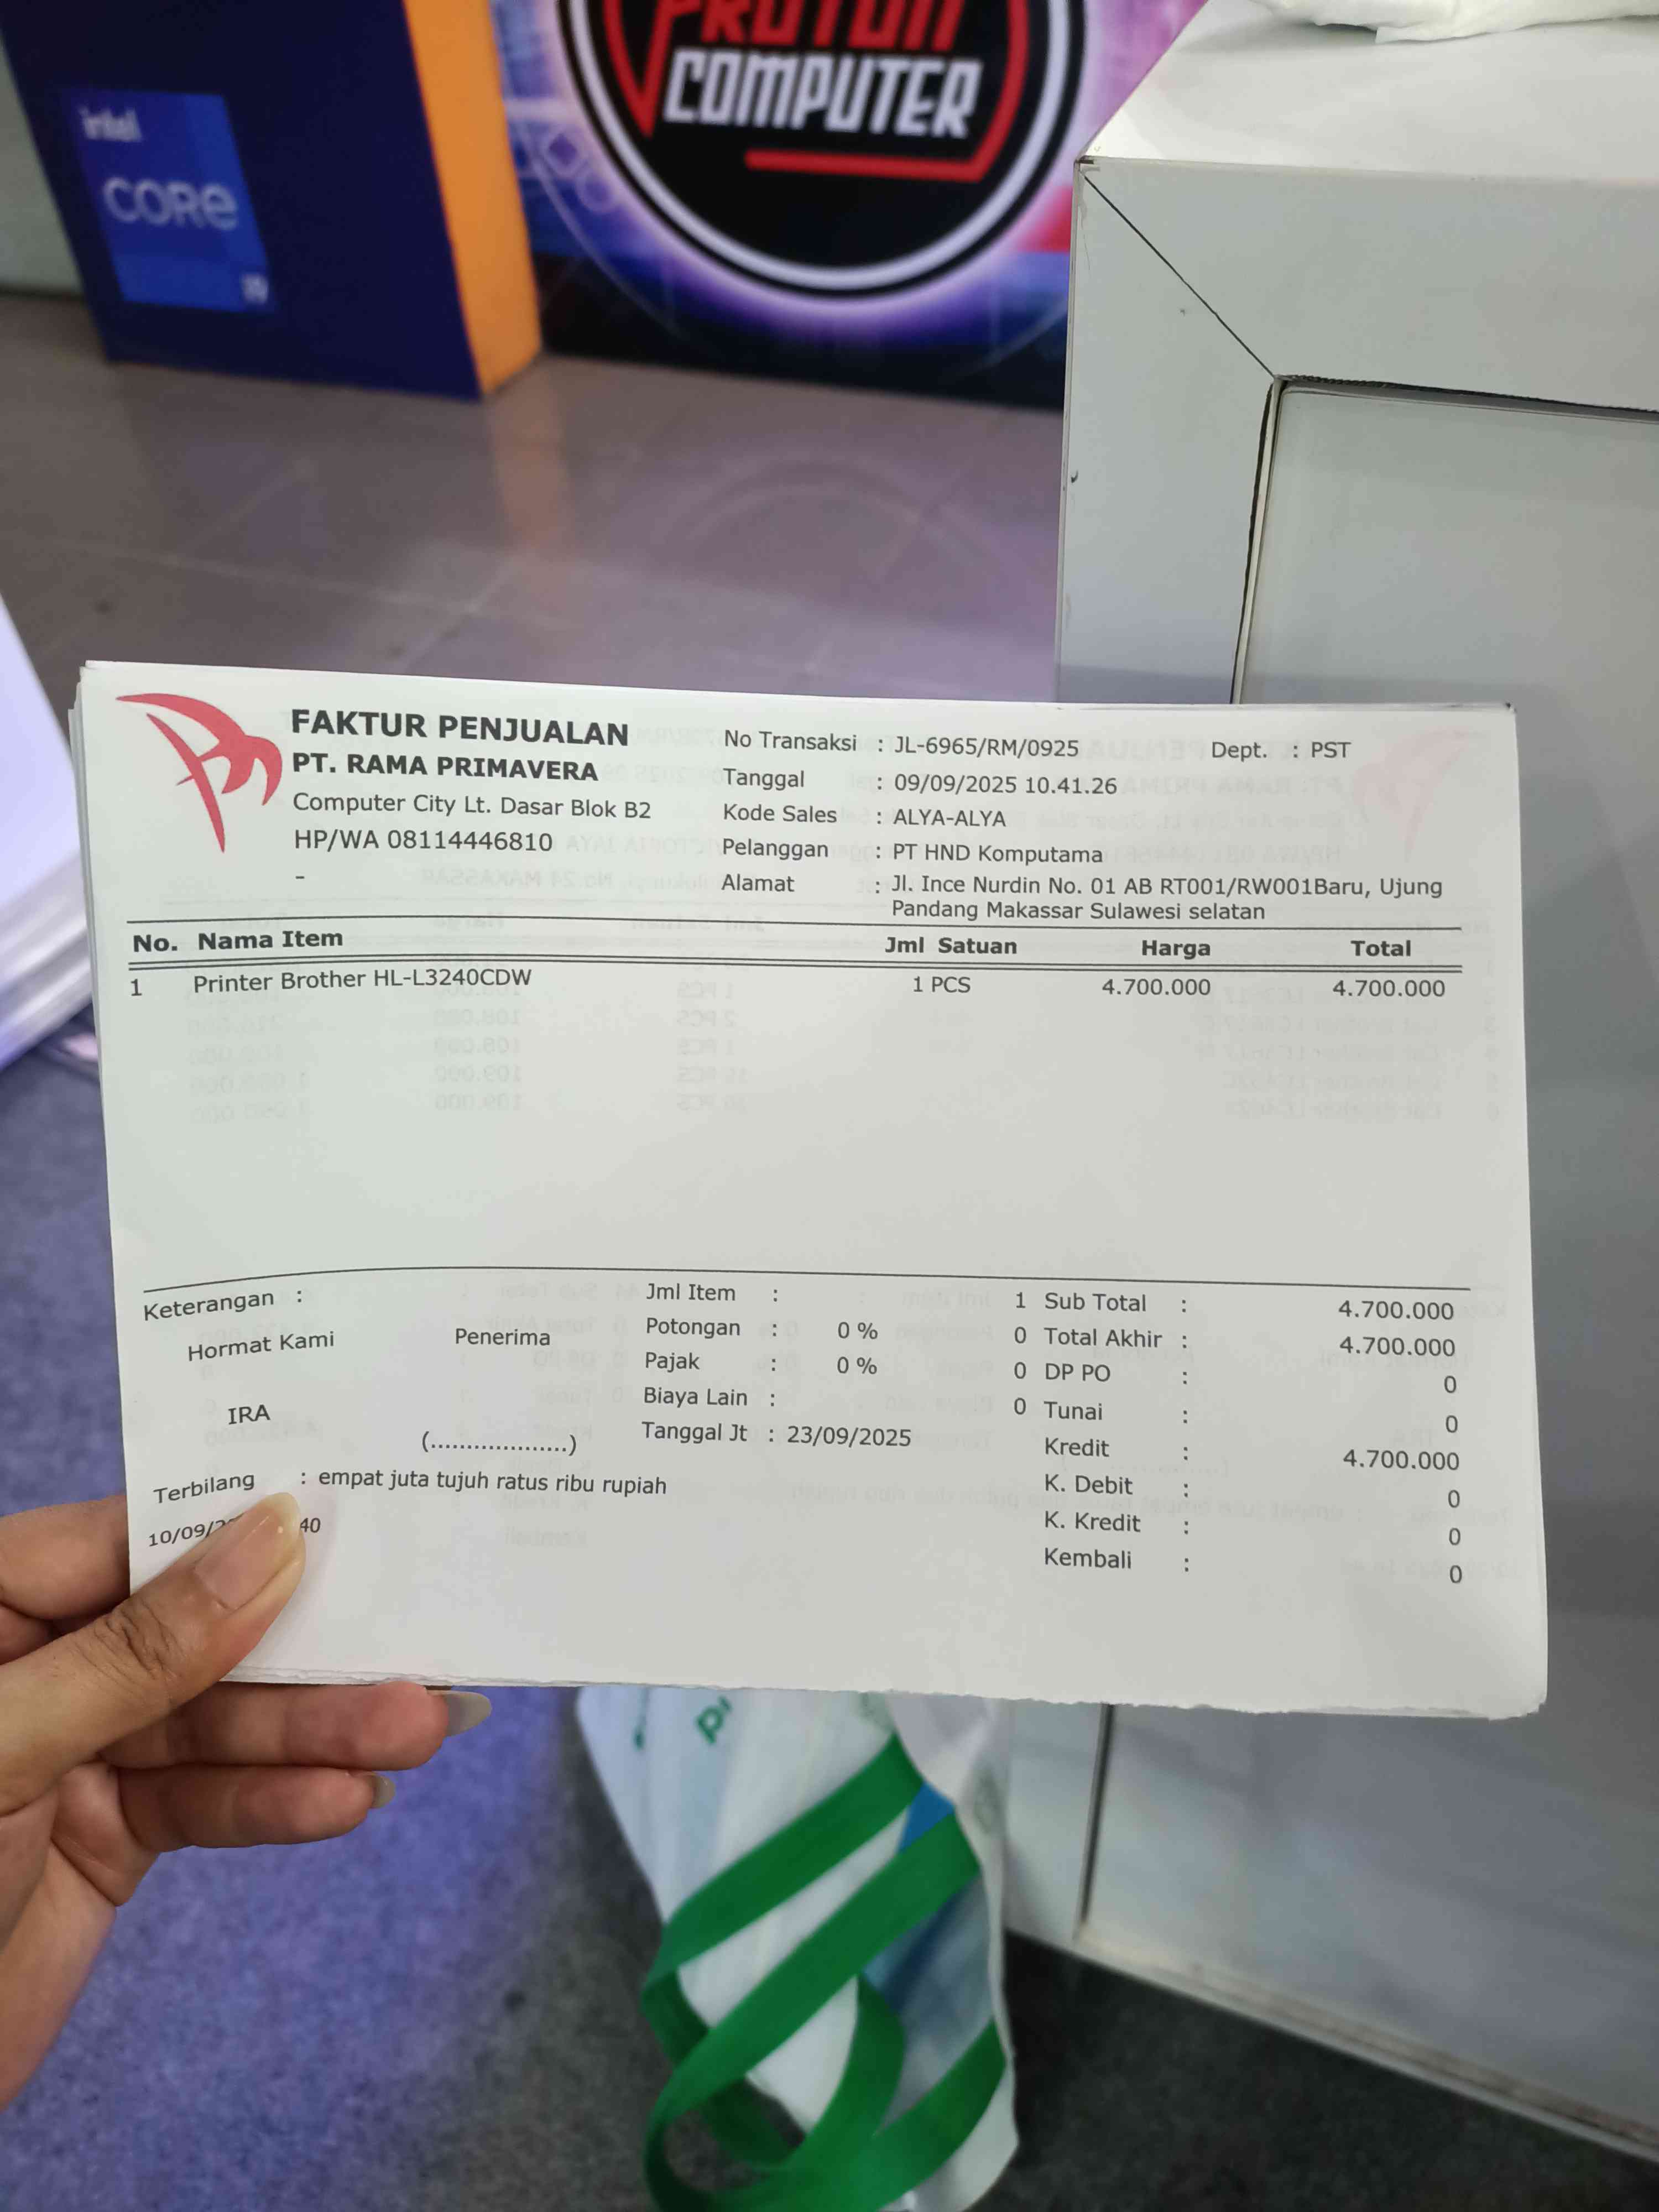 PROTON
COMPUTER
intel
CORE
i9
FAKTUR PENJUALAN
PT. RAMA PRIMAVERA
Computer City Lt. Dasar Blok B2
HP/WA 08114446810
-
No Transaksi : JL-6965/RM/0925 Dept. : PST
Tanggal : 09/09/2025 10.41.26
Kode Sales : ALYA-ALYA
Pelanggan : PT HND Komputama
Alamat : Jl. Ince Nurdin No. 01 AB RT001/RW001Baru, Ujung
Pandang Makassar Sulawesi selatan
No. Nama Item Jml Satuan Harga Total
1 Printer Brother HL-L3240CDW 1 PCS 4.700.000 4.700.000
Keterangan :
Hormat Kami Penerima
IRA
(...................)
Jml Item : 1
Potongan : 0 % 0
Pajak : 0 % 0
Biaya Lain : 0
Tanggal Jt : 23/09/2025
Sub Total : 4.700.000
Total Akhir : 4.700.000
DP PO : 0
Tunai : 0
Kredit : 4.700.000
K. Debit : 0
K. Kredit : 0
Kembali : 0
Terbilang : empat juta tujuh ratus ribu rupiah
10/09/ 40